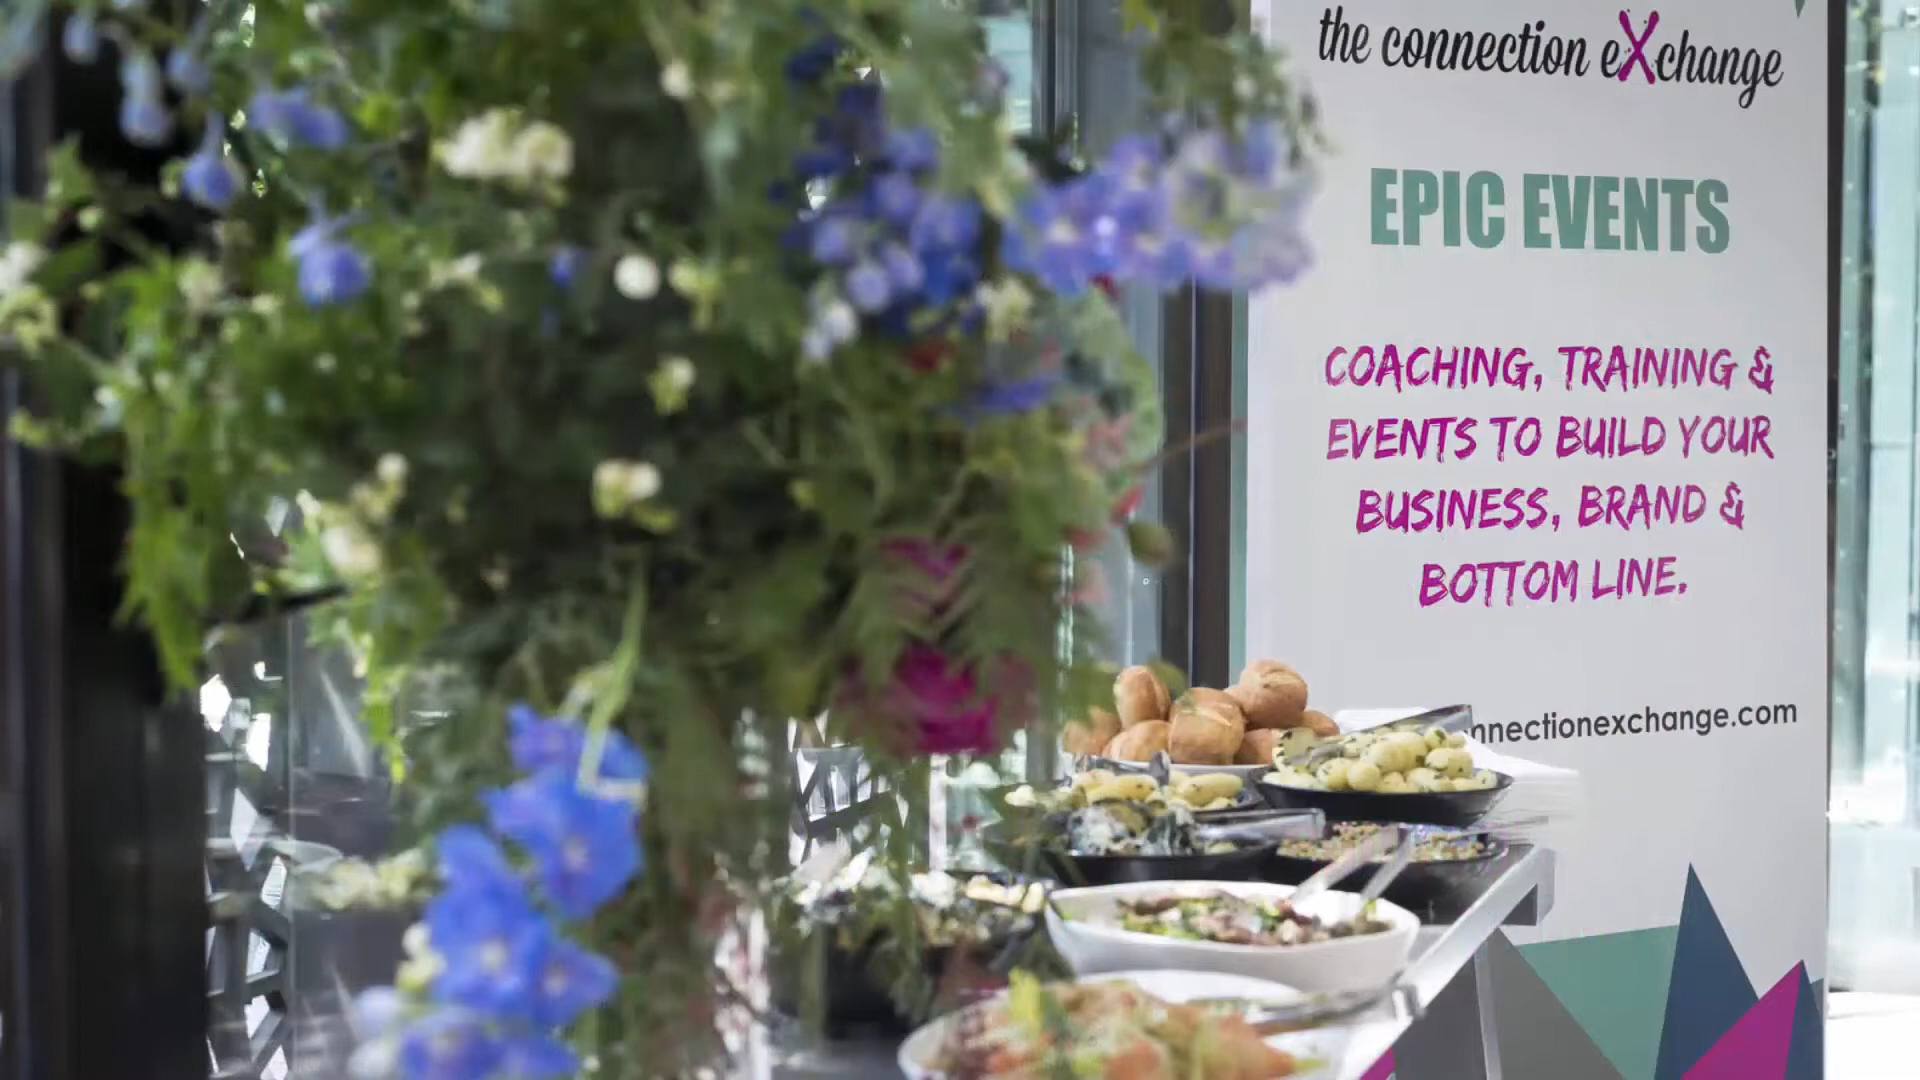 the connection eXchange
EPIC EVENTS
COACHING, TRAINING &
EVENTS TO BUILD YOUR
BUSINESS, BRAND &
BOTTOM LINE.
nnectionexchange.com